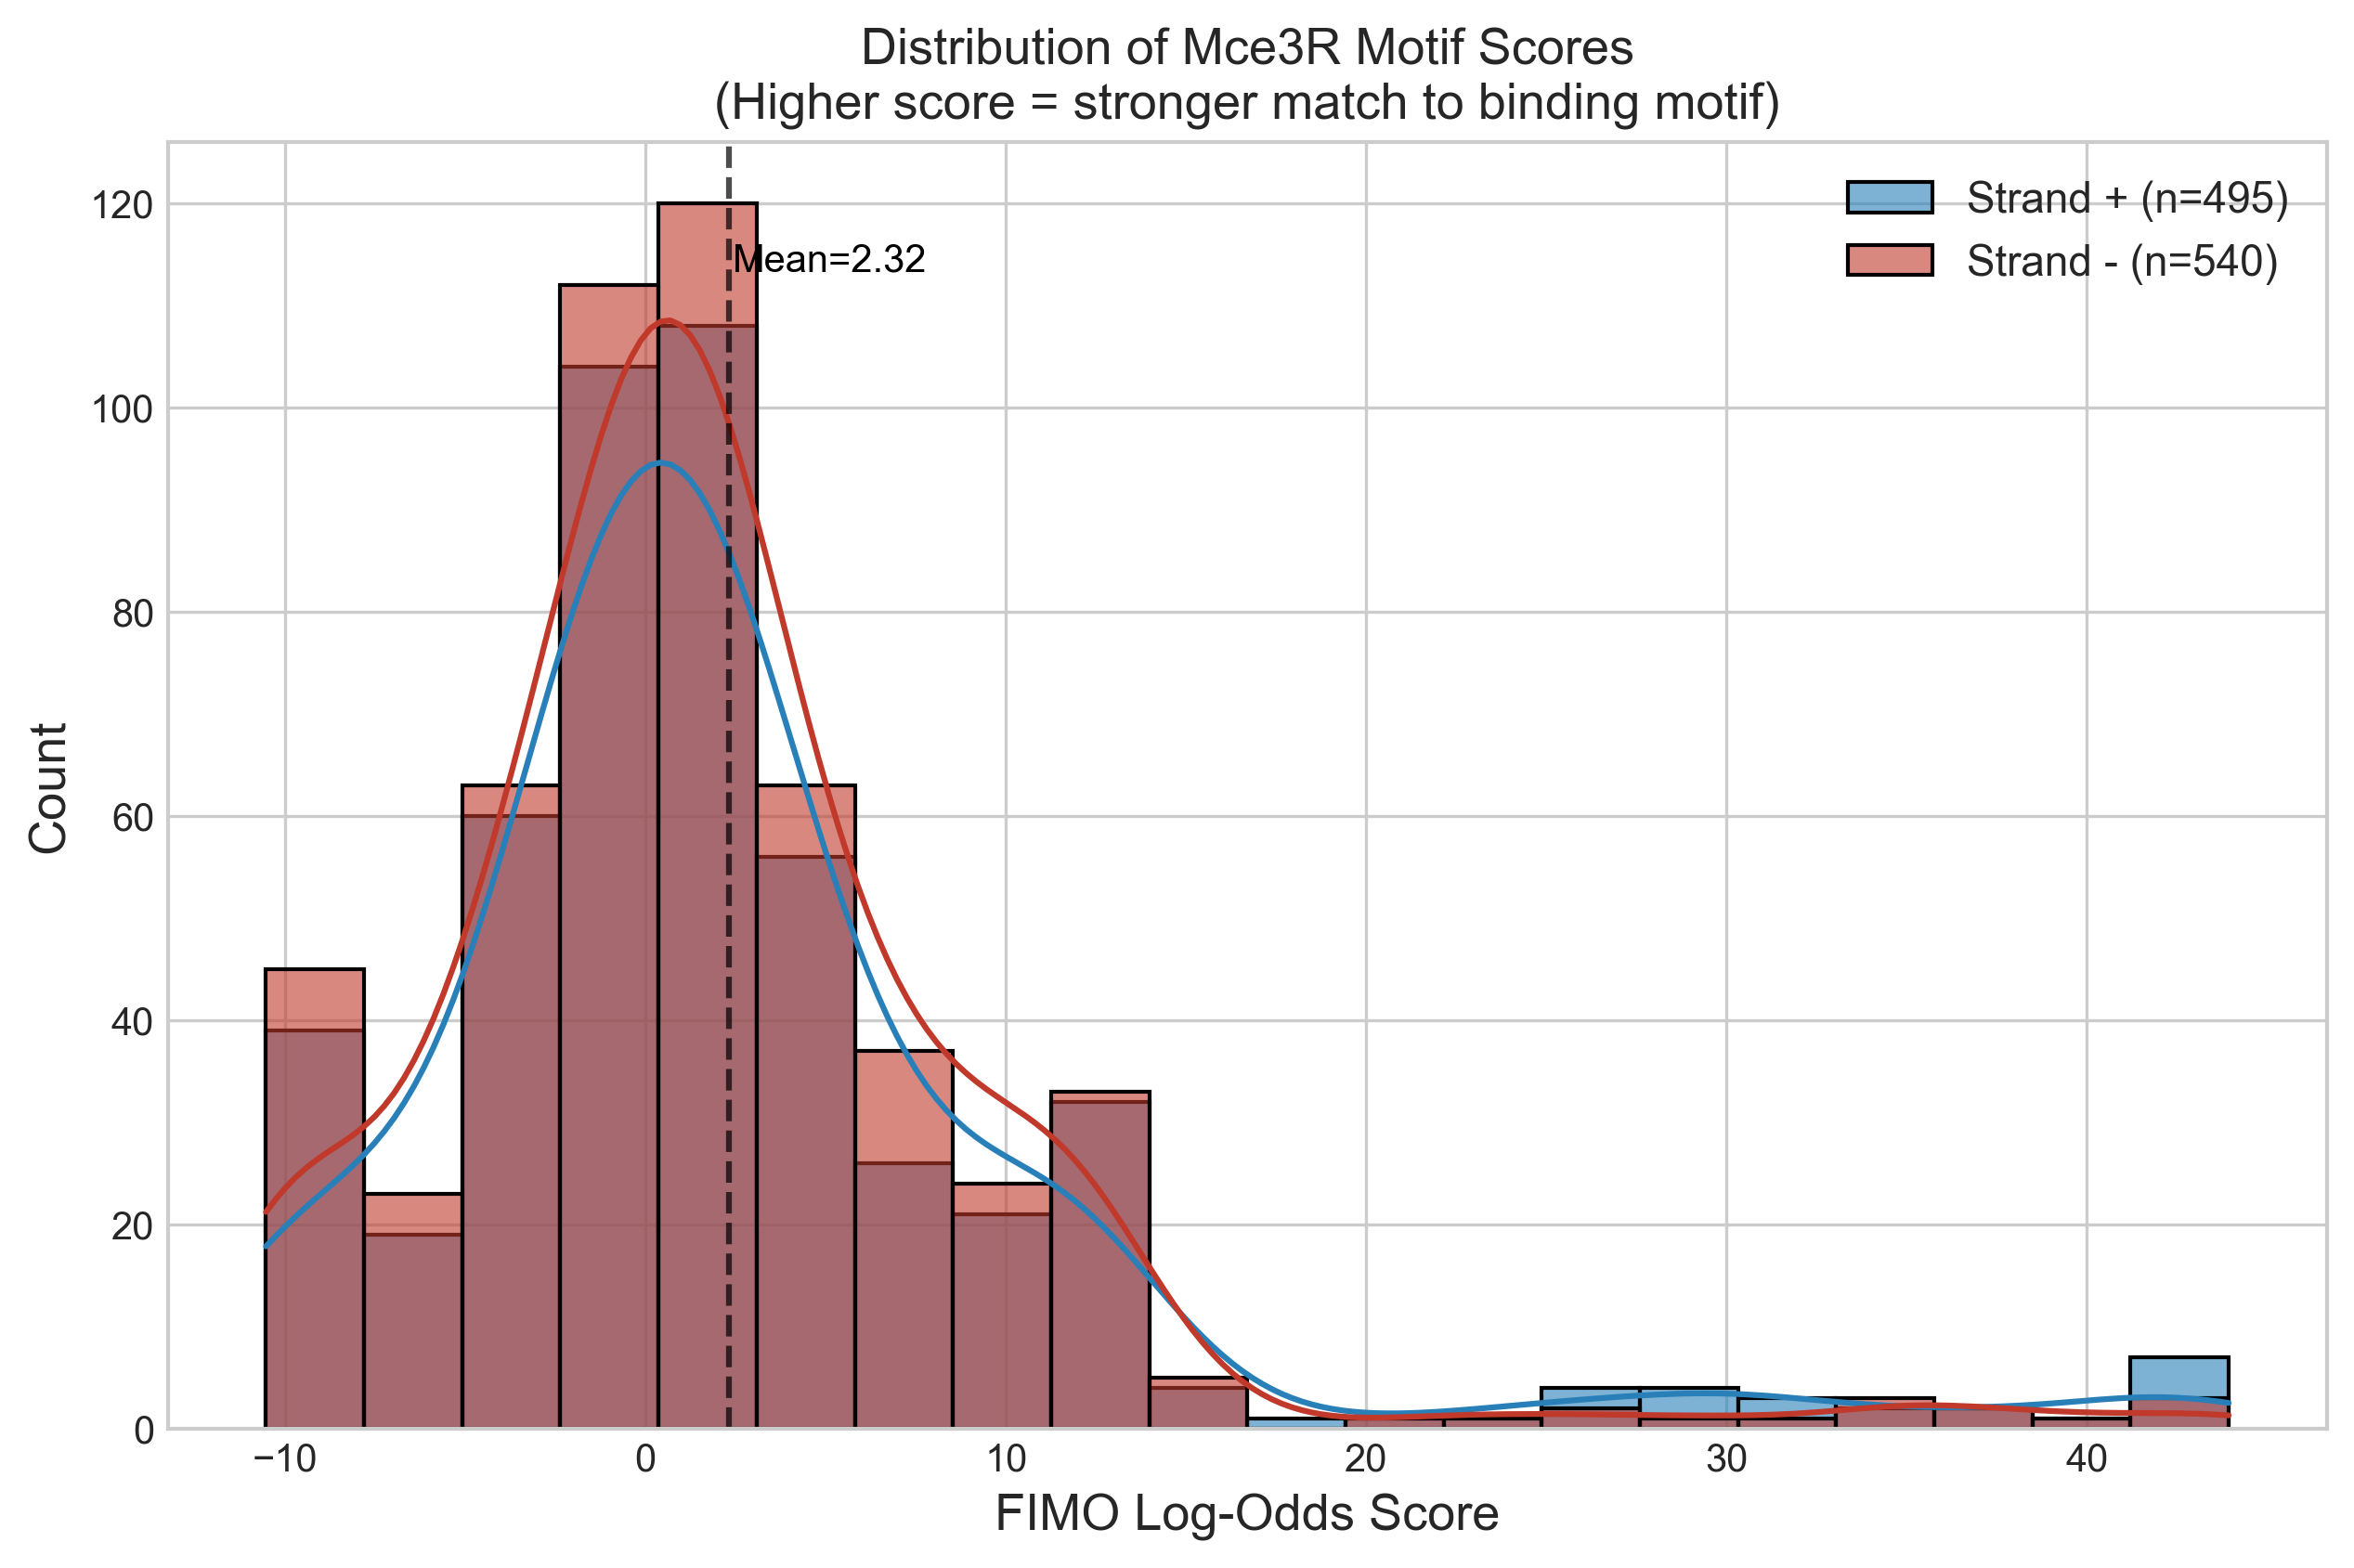 Distribution of Mce3R Motif Scores
(Higher score = stronger match to binding motif)
Strand + (n=495)
Strand - (n=540)
Mean=2.32
Count
120
100
80
60
40
20
0
−10
0
10
20
30
40
FIMO Log-Odds Score